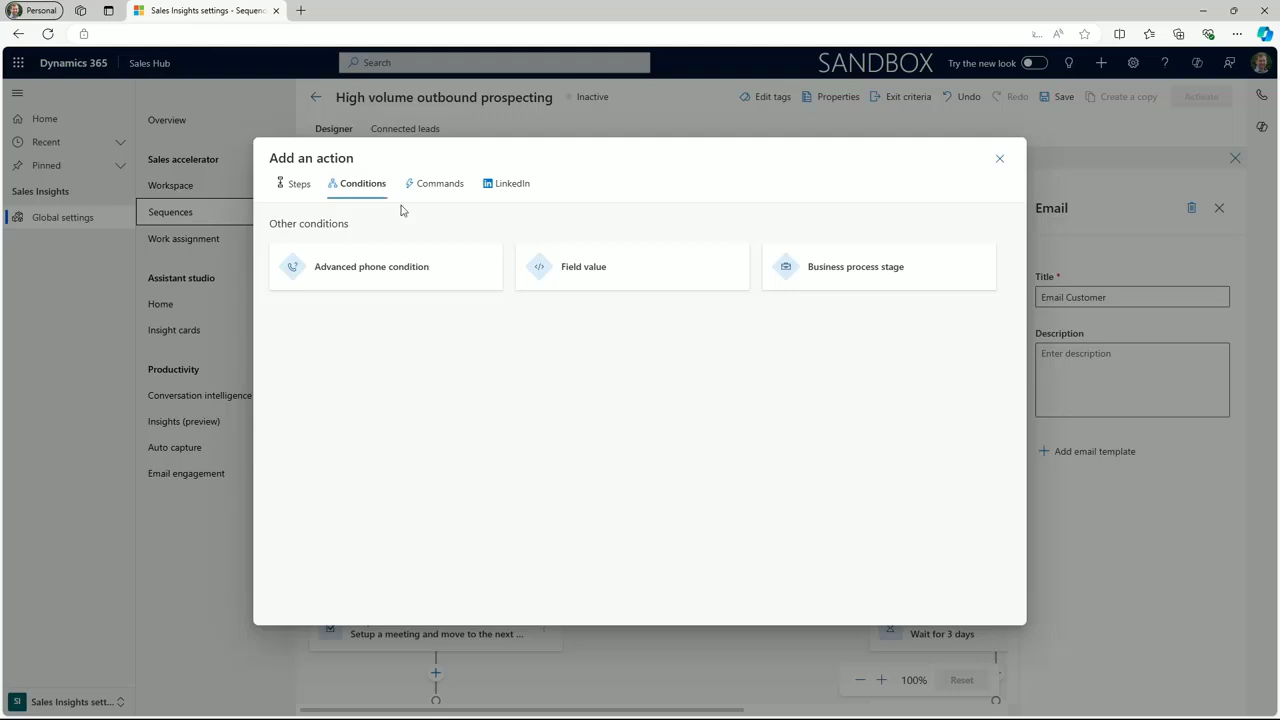 Personal
Sales Insights settings - Sequenc
Dynamics 365
Sales Hub
Search
SANDBOX
Try the new look
High volume outbound prospecting
Inactive
Edit tags
Properties
Exit criteria
Undo
Redo
Save
Create a copy
Activate
Designer
Connected leads
Home
Recent
Pinned
Sales Insights
Global settings
Overview
Sales accelerator
Workspace
Sequences
Work assignment
Assistant studio
Home
Insight cards
Productivity
Conversation intelligence
Insights (preview)
Auto capture
Email engagement
Add an action
Steps
Conditions
Commands
LinkedIn
Other conditions
Advanced phone condition
Field value
Business process stage
Email
Title *
Email Customer
Description
Enter description
Add email template
Setup a meeting and move to the next ...
Wait for 3 days
100%
Reset
SI
Sales Insights sett...